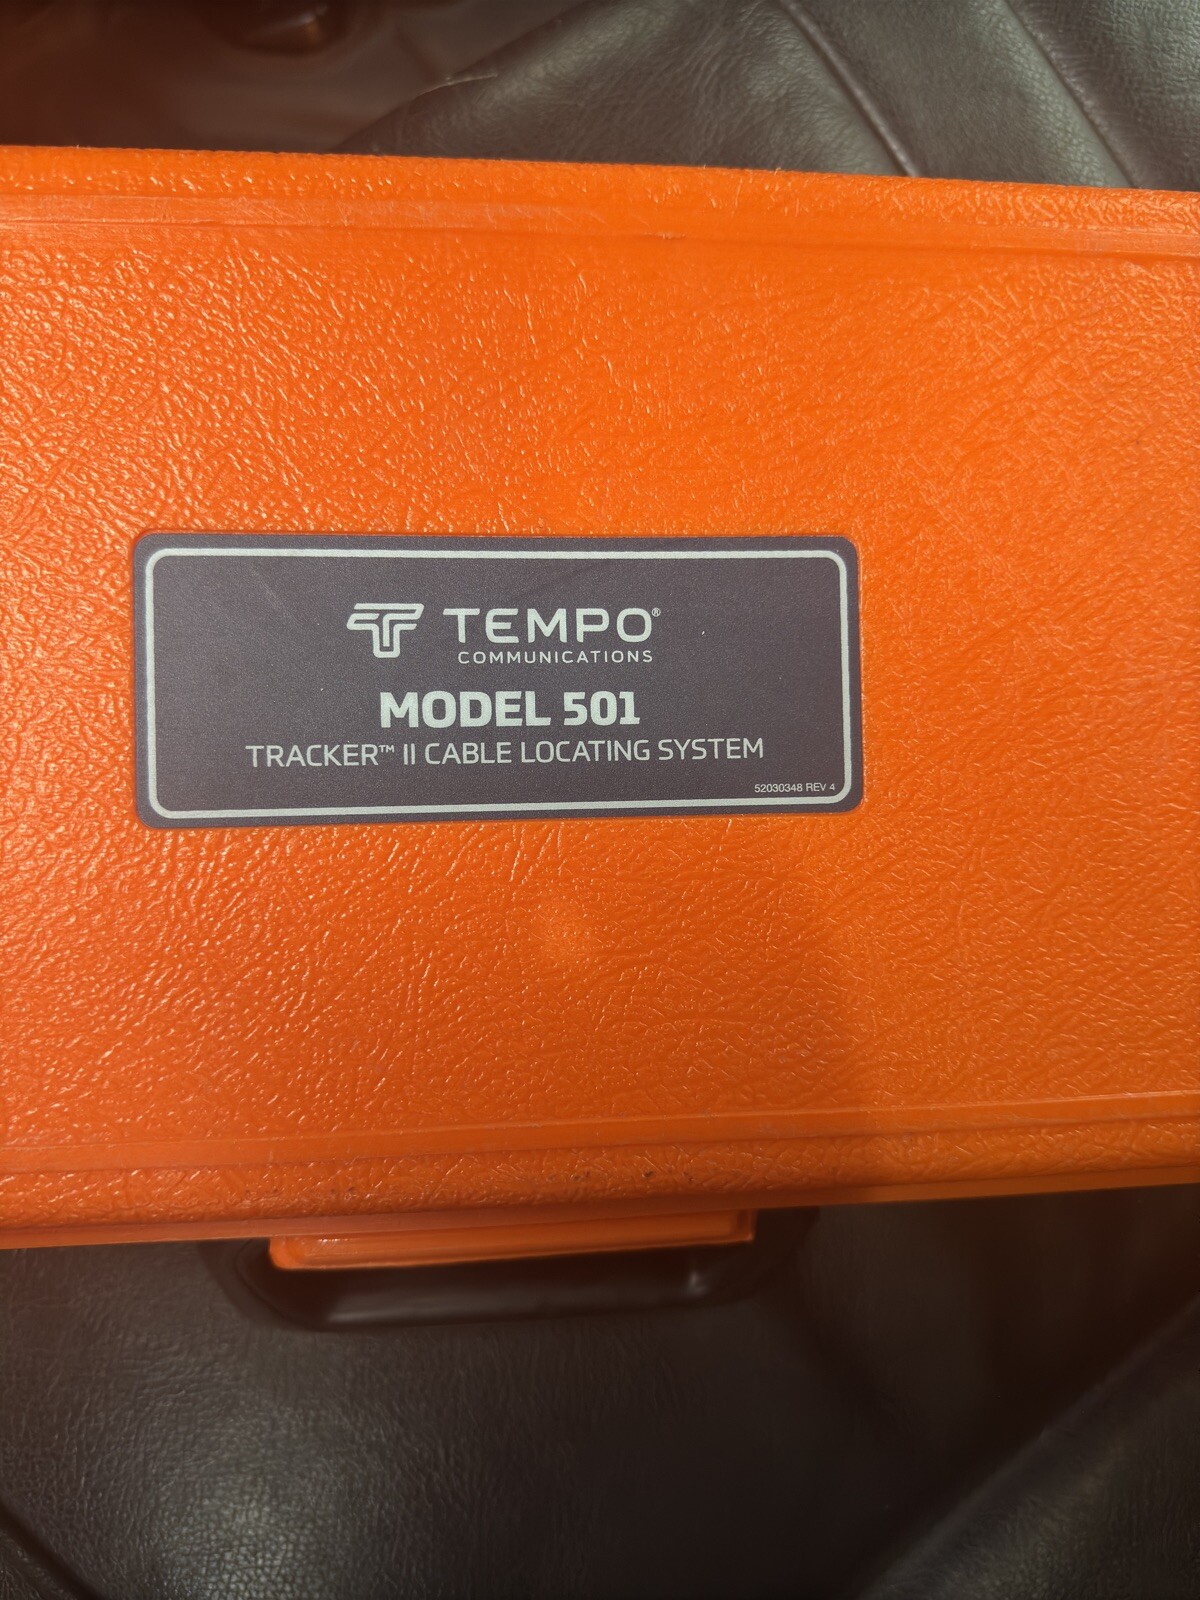 TEMPO®
COMMUNICATIONS
MODEL 501
TRACKER™ II CABLE LOCATING SYSTEM
52030348 REV 4